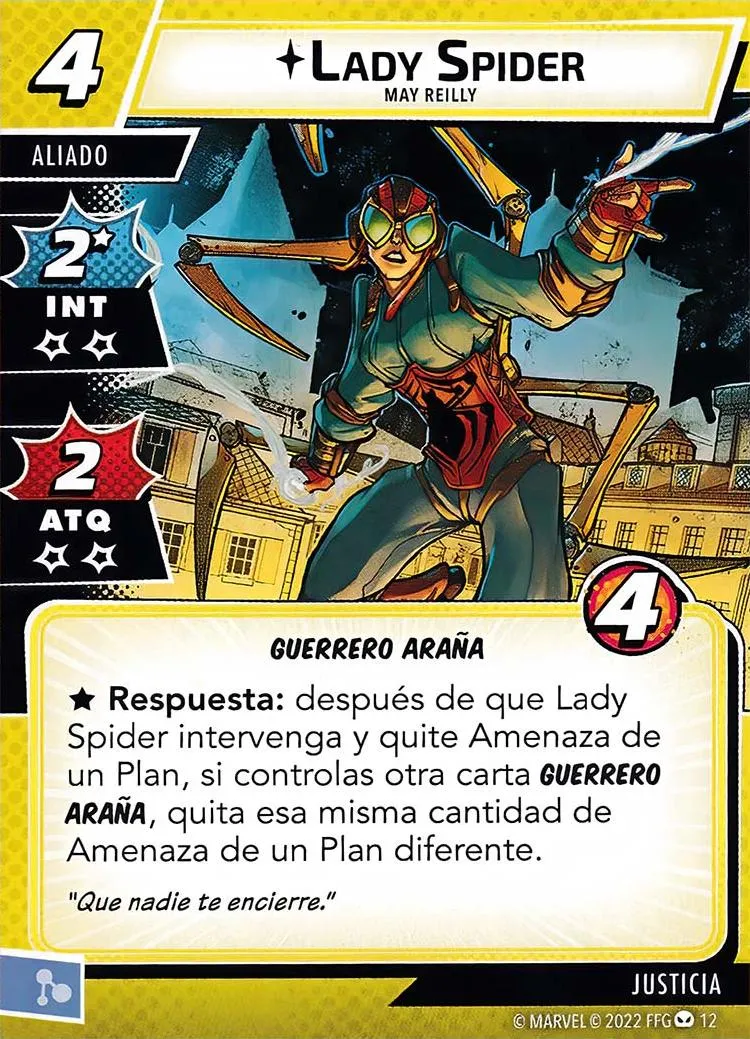 4
LADY SPIDER
MAY REILLY
ALIADO
2
INT
2
ATQ
4
GUERRERO ARAÑA
Respuesta: después de que Lady
Spider intervenga y quite Amenaza de
un Plan, si controlas otra carta GUERRERO
ARAÑA, quita esa misma cantidad de
Amenaza de un Plan diferente.
"Que nadie te encierre."
JUSTICIA
© MARVEL © 2022 FFG 12